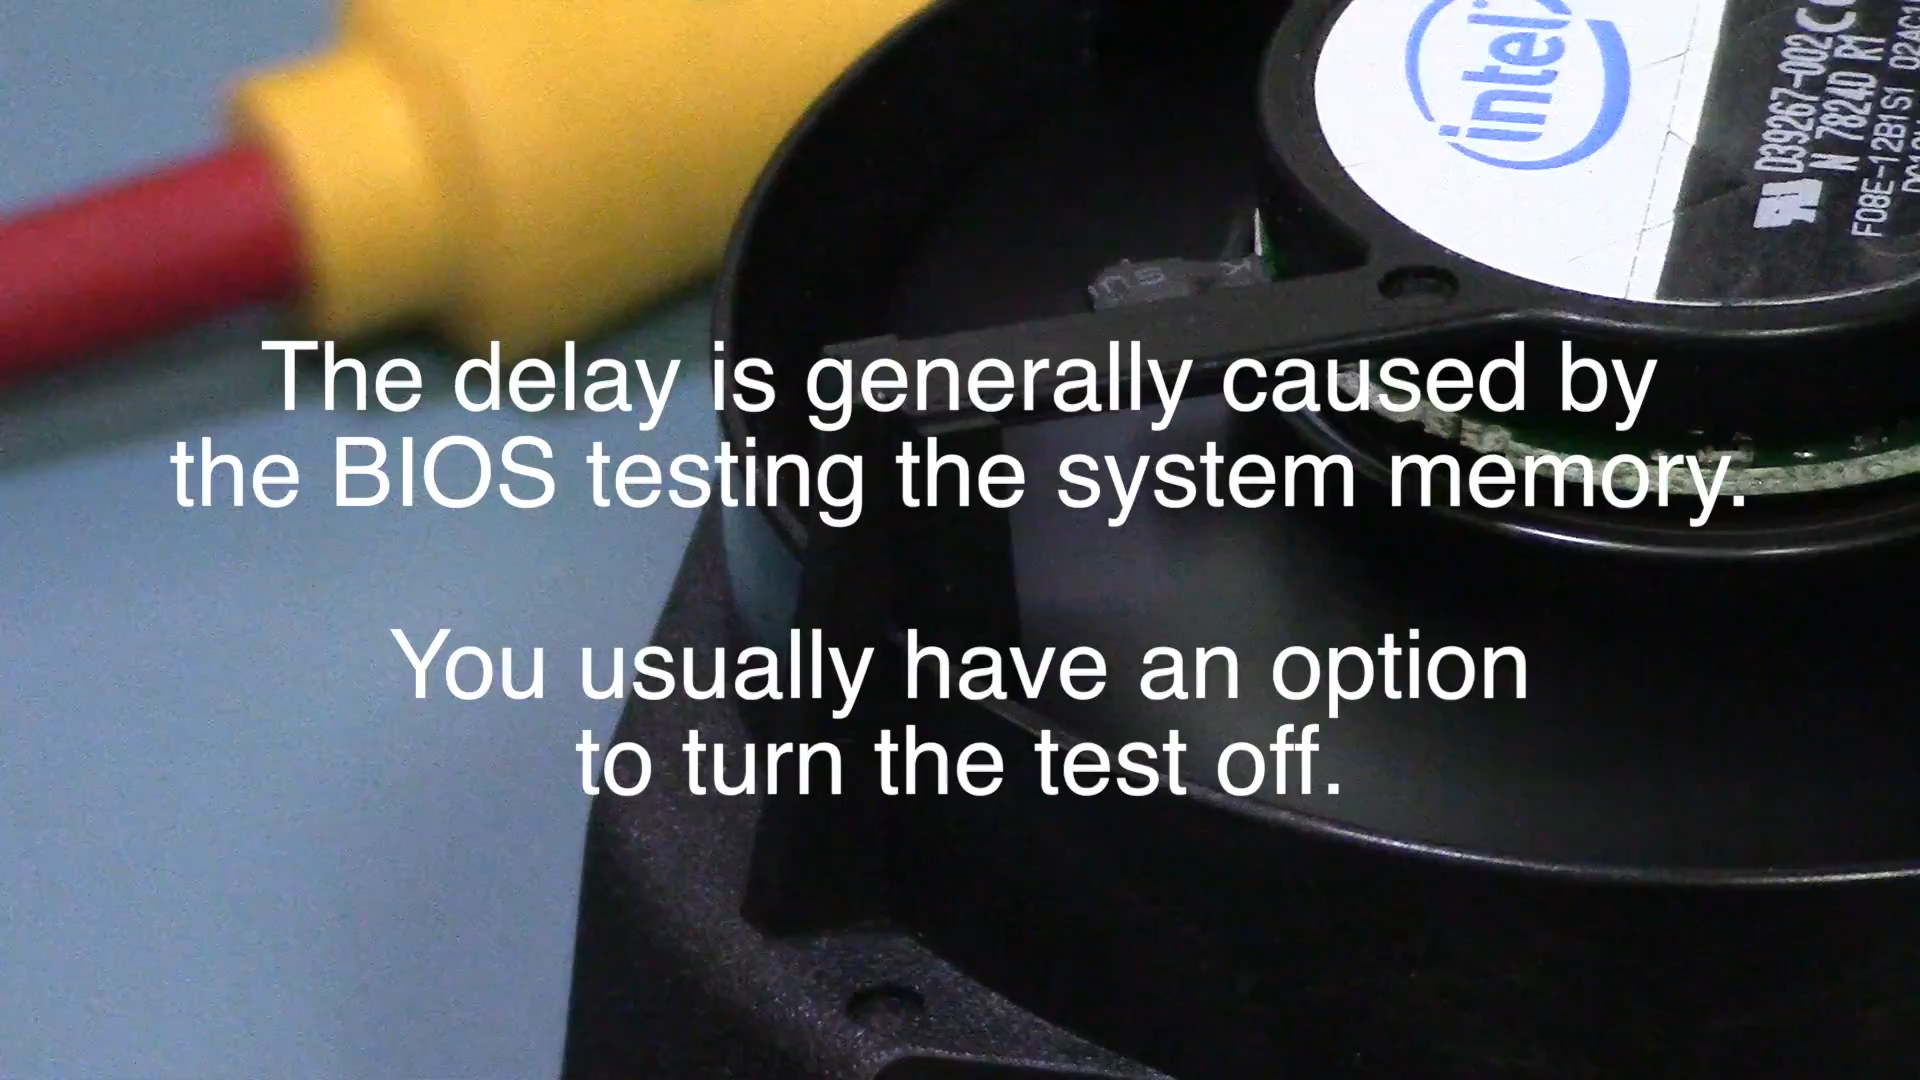 The delay is generally caused by
the BIOS testing the system memory.
You usually have an option
to turn the test off.
intel
D39267-002
N 7824D R1
F08E-12B1S1